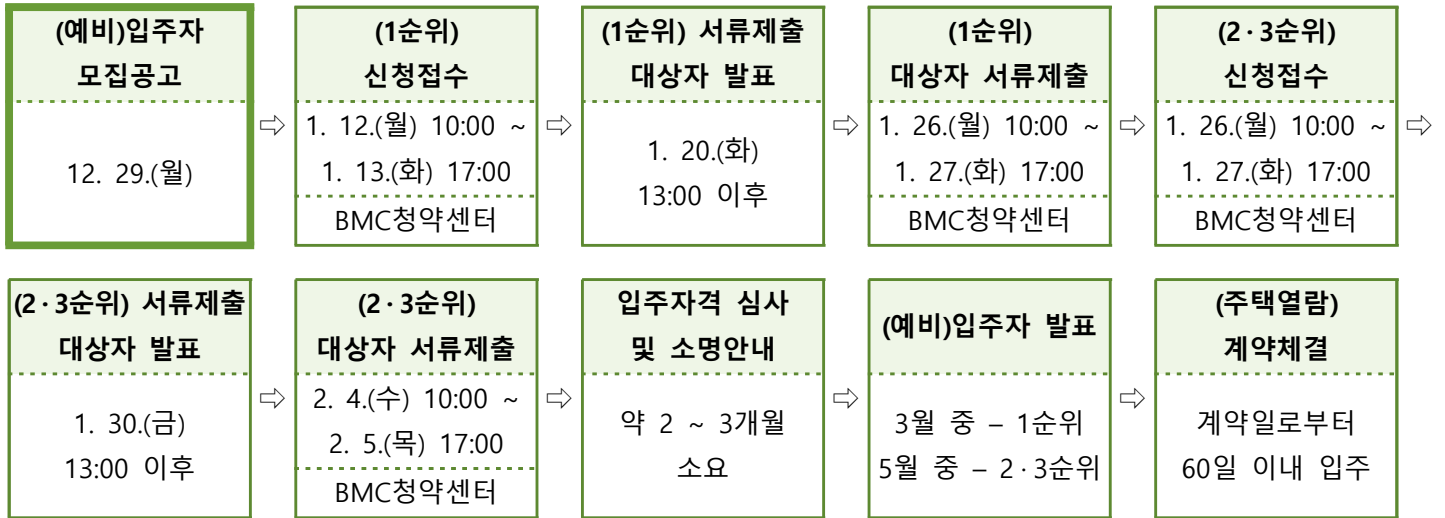 (예비)입주자
모집공고
12. 29.(월)
⇨
(1순위)
신청접수
1. 12.(월) 10:00 ~
1. 13.(화) 17:00
BMC청약센터
⇨
(1순위) 서류제출
대상자 발표
1. 20.(화)
13:00 이후
⇨
(1순위)
대상자 서류제출
1. 26.(월) 10:00 ~
1. 27.(화) 17:00
BMC청약센터
⇨
(2·3순위)
신청접수
1. 26.(월) 10:00 ~
1. 27.(화) 17:00
BMC청약센터
⇨
(2·3순위) 서류제출
대상자 발표
1. 30.(금)
13:00 이후
⇨
(2·3순위)
대상자 서류제출
2. 4.(수) 10:00 ~
2. 5.(목) 17:00
BMC청약센터
⇨
입주자격 심사
및 소명안내
약 2 ~ 3개월
소요
⇨
(예비)입주자 발표
3월 중 – 1순위
5월 중 – 2·3순위
⇨
(주택열람)
계약체결
계약일로부터
60일 이내 입주